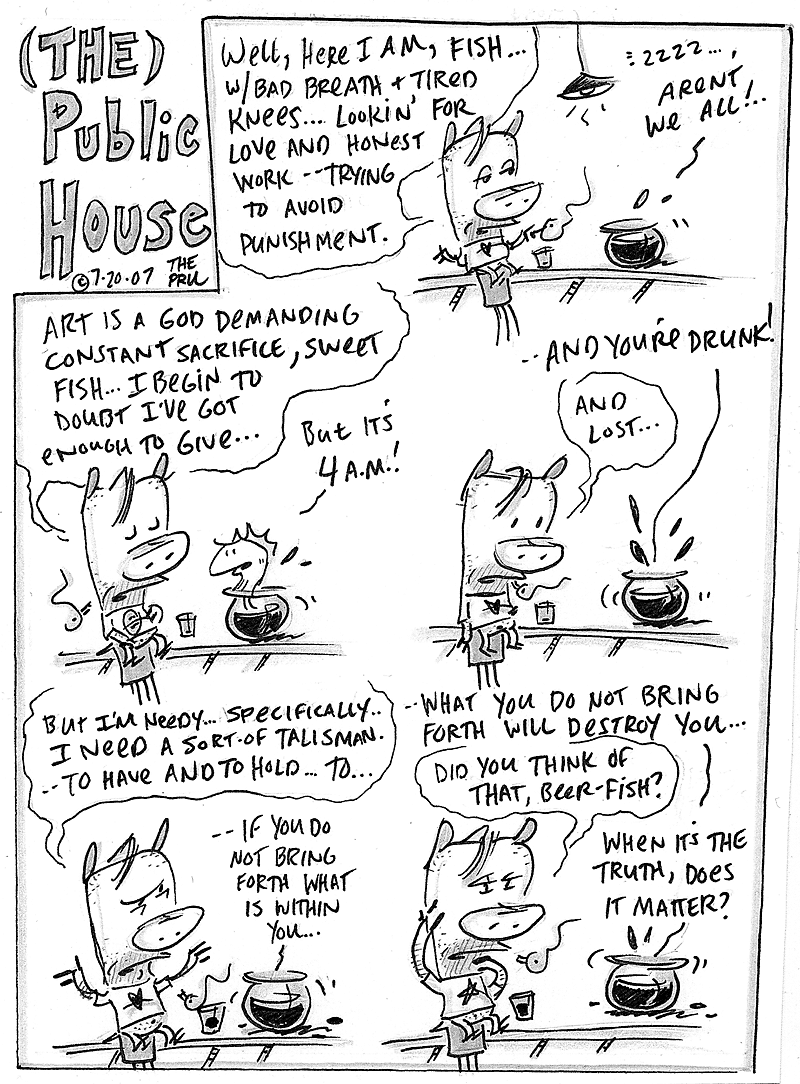 (THE)
Public
House
©7-20-07 THE
PRU
Well, Here I AM, FISH...
W/BAD BREATH + TIRED
KNEES... LOOKIN' FOR
LOVE AND HONEST
WORK -- TRYING
TO AVOID
PUNISHMENT.
:zzzz...,
ARENT
WE ALL!..
ART IS A GOD DEMANDING
CONSTANT SACRIFICE, SWEET
FISH... I BEGIN TO
DOUBT I'VE GOT
ENOUGH TO GIVE...
But It's
4 A.M.!
--AND YOU'RE DRUNK!
AND
LOST...
But I'm NeeDY... SPECIFICALLY..
I NEED A SORT-OF TALISMAN.
-- TO HAVE AND TO HOLD... TO...
-- IF YOU DO
NOT BRING
FORTH WHAT
IS WITHIN
YOU...
--WHAT YOU DO NOT BRING
FORTH WILL DESTROY YOU...
DID YOU THINK OF
THAT, BEER-FISH?
WHEN IT'S THE
TRUTH, DOES
IT MATTER?